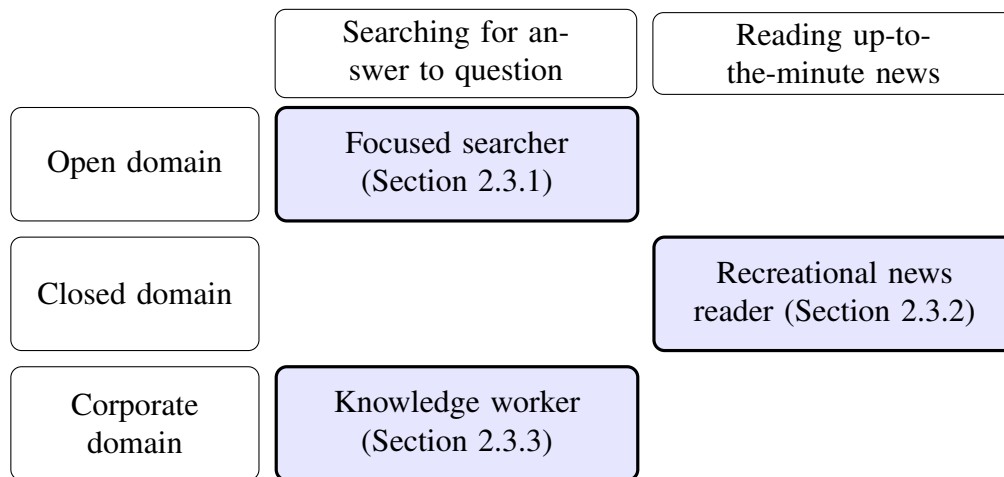 Searching for an-
swer to question
Reading up-to-
the-minute news
Open domain
Focused searcher
(Section 2.3.1)
Closed domain
Recreational news
reader (Section 2.3.2)
Corporate
domain
Knowledge worker
(Section 2.3.3)